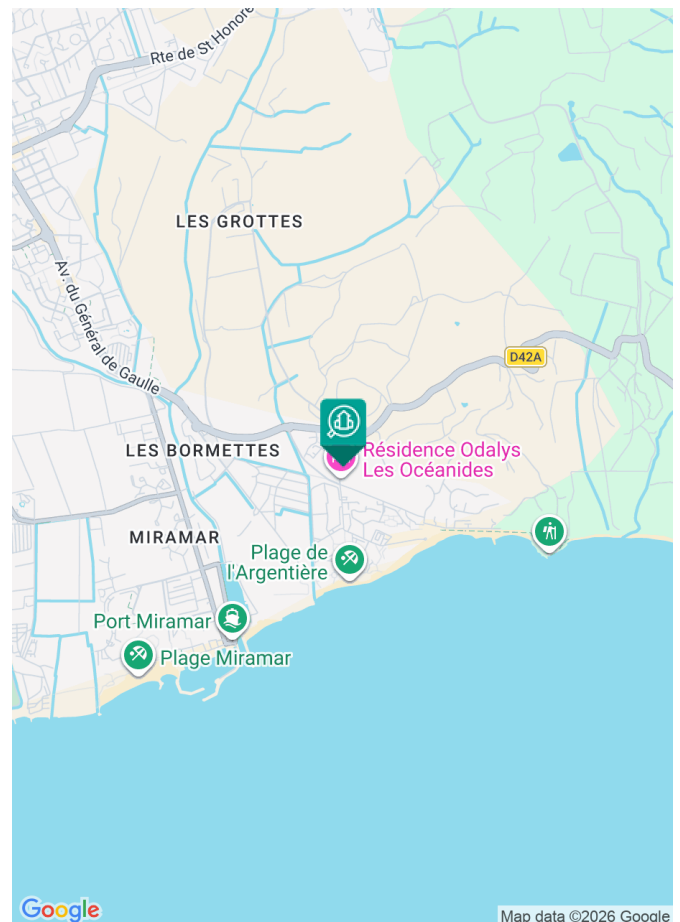 Rte de St Honoré
LES GROTTES
Av. du Général de Gaulle
D42A
LES BORMETTES
Résidence Odalys
Les Océanides
MIRAMAR
Plage de
l'Argentière
Port Miramar
Plage Miramar
Google
Map data ©2026 Google